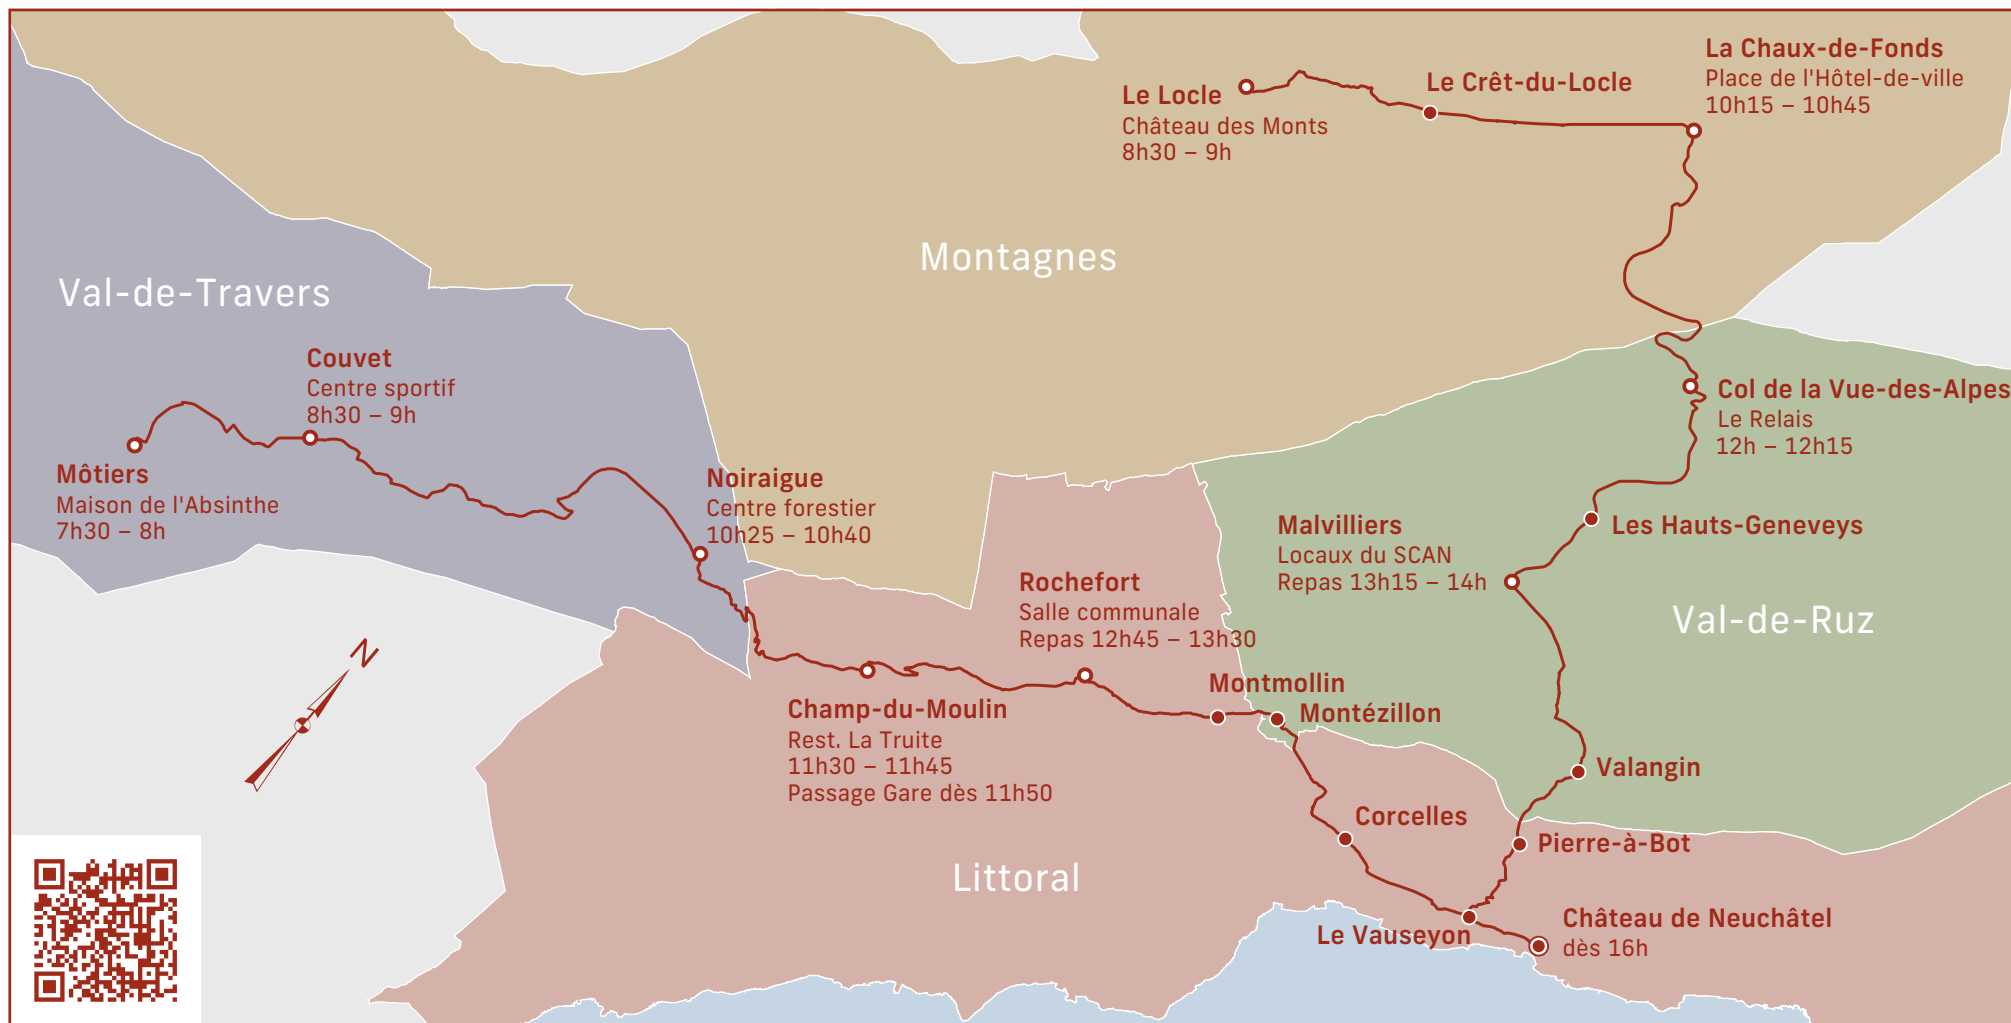 La Chaux-de-Fonds
Place de l'Hôtel-de-ville
10h15 – 10h45
Le Crêt-du-Locle
Le Locle
Château des Monts
8h30 – 9h
Montagnes
Val-de-Travers
Couvet
Centre sportif
8h30 – 9h
Môtiers
Maison de l'Absinthe
7h30 – 8h
Noiraigue
Centre forestier
10h25 – 10h40
Col de la Vue-des-Alpes
Le Relais
12h – 12h15
Les Hauts-Geneveys
Malvilliers
Locaux du SCAN
Repas 13h15 – 14h
Rochefort
Salle communale
Repas 12h45 – 13h30
Val-de-Ruz
N
Montmollin
Montézillon
Champ-du-Moulin
Rest. La Truite
11h30 – 11h45
Passage Gare dès 11h50
Valangin
Corcelles
Pierre-à-Bot
Littoral
Le Vauseyon
Château de Neuchâtel
dès 16h